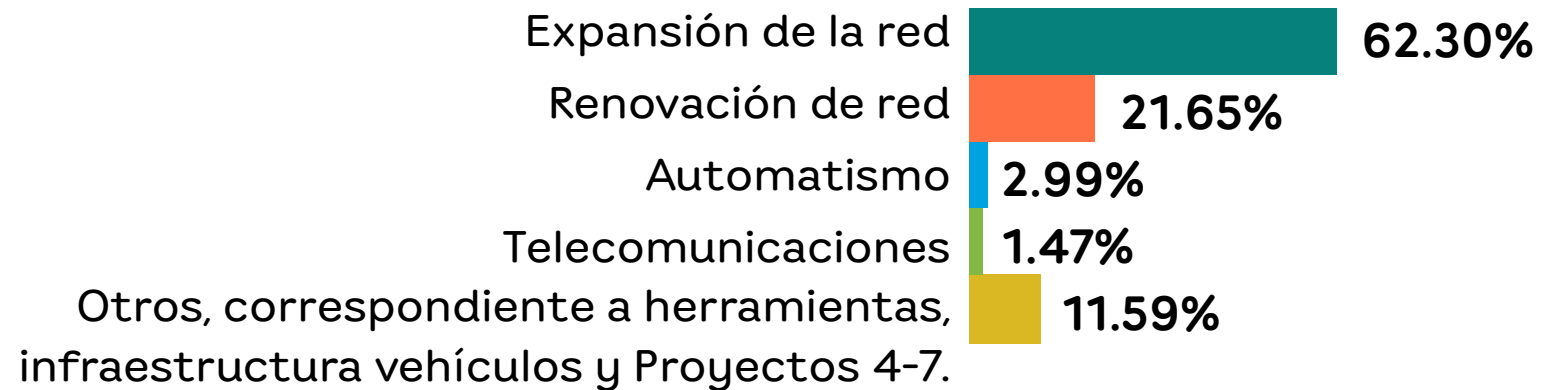 Expansión de la red 62.30%
Renovación de red 21.65%
Automatismo 2.99%
Telecomunicaciones 1.47%
Otros, correspondiente a herramientas, 11.59%
infraestructura vehículos y Proyectos 4-7.